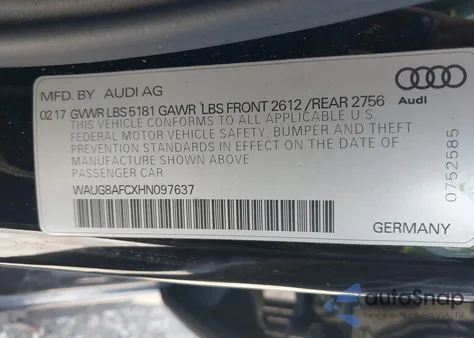 MFD. BY AUDI AG
02 17 GVWR LBS 5181 GAWR LBS FRONT 2612 / REAR 2756
THIS VEHICLE CONFORMS TO ALL APPLICABLE U S
FEDERAL MOTOR VEHICLE SAFETY, BUMPER AND THEFT
PREVENTION STANDARDS IN EFFECT ON THE DATE OF
MANUFACTURE SHOWN ABOVE
PASSENGER CAR
WAUG8AFCXHN097637
0752585
GERMANY
autoSnap